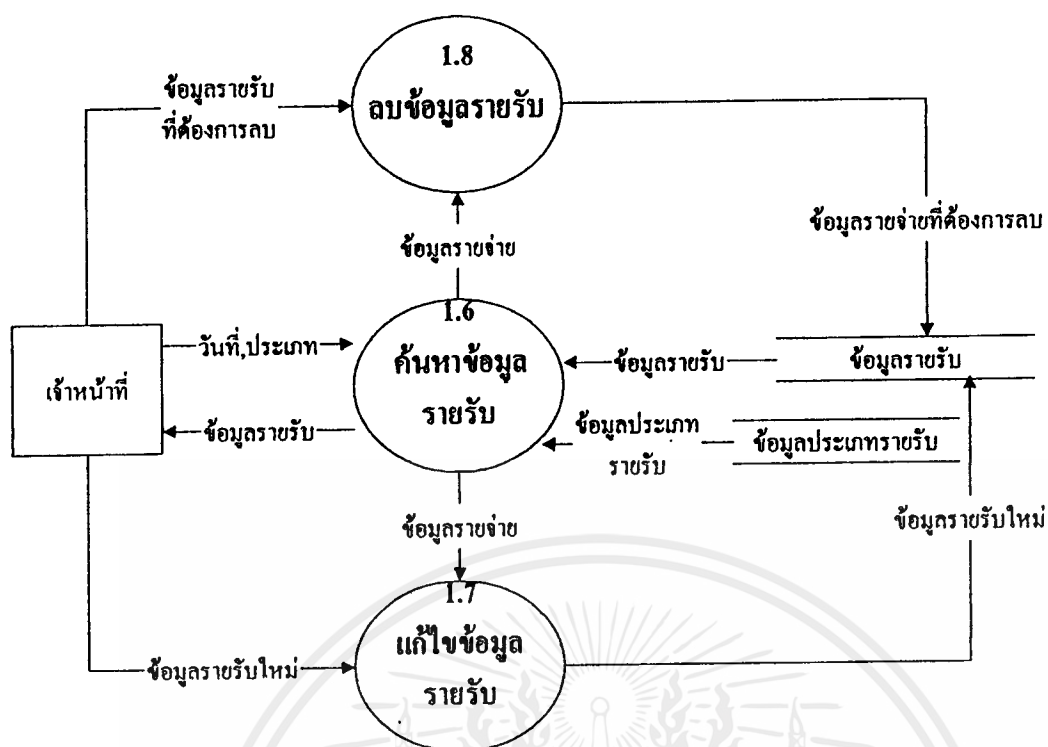 1.8
ลบข้อมูลรายรับ
ข้อมูลรายรับ
ที่ต้องการลบ
ข้อมูลรายจ่ายที่ต้องการลบ
ข้อมูลรายจ่าย
1.6
ค้นหาข้อมูล
รายรับ
เจ้าหน้าที่
วันที่,ประเภท
ข้อมูลรายรับ
ข้อมูลรายรับ
ข้อมูลรายรับ
ข้อมูลประเภท
รายรับ
ข้อมูลประเภทรายรับ
ข้อมูลรายจ่าย
ข้อมูลรายรับใหม่
1.7
แก้ไขข้อมูล
รายรับ
ข้อมูลรายรับใหม่